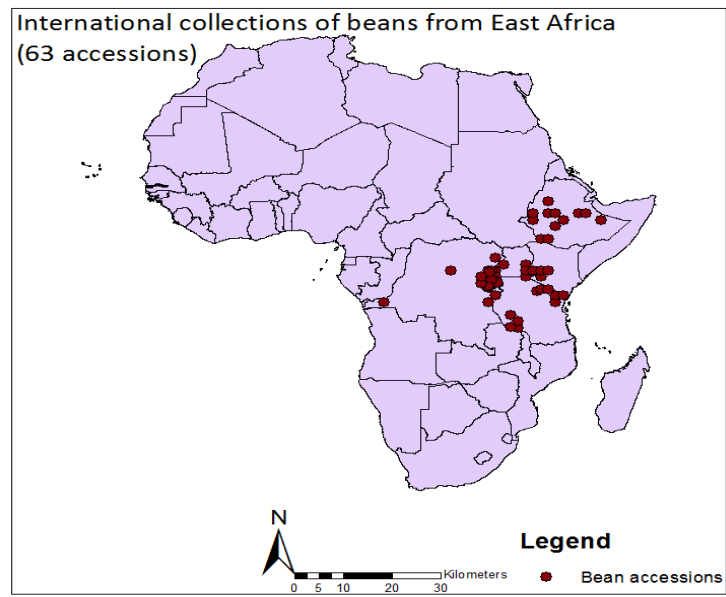 International collections of beans from East Africa
(63 accessions)
N
Legend
Kilometers
0 5 10 20 30
Bean accessions